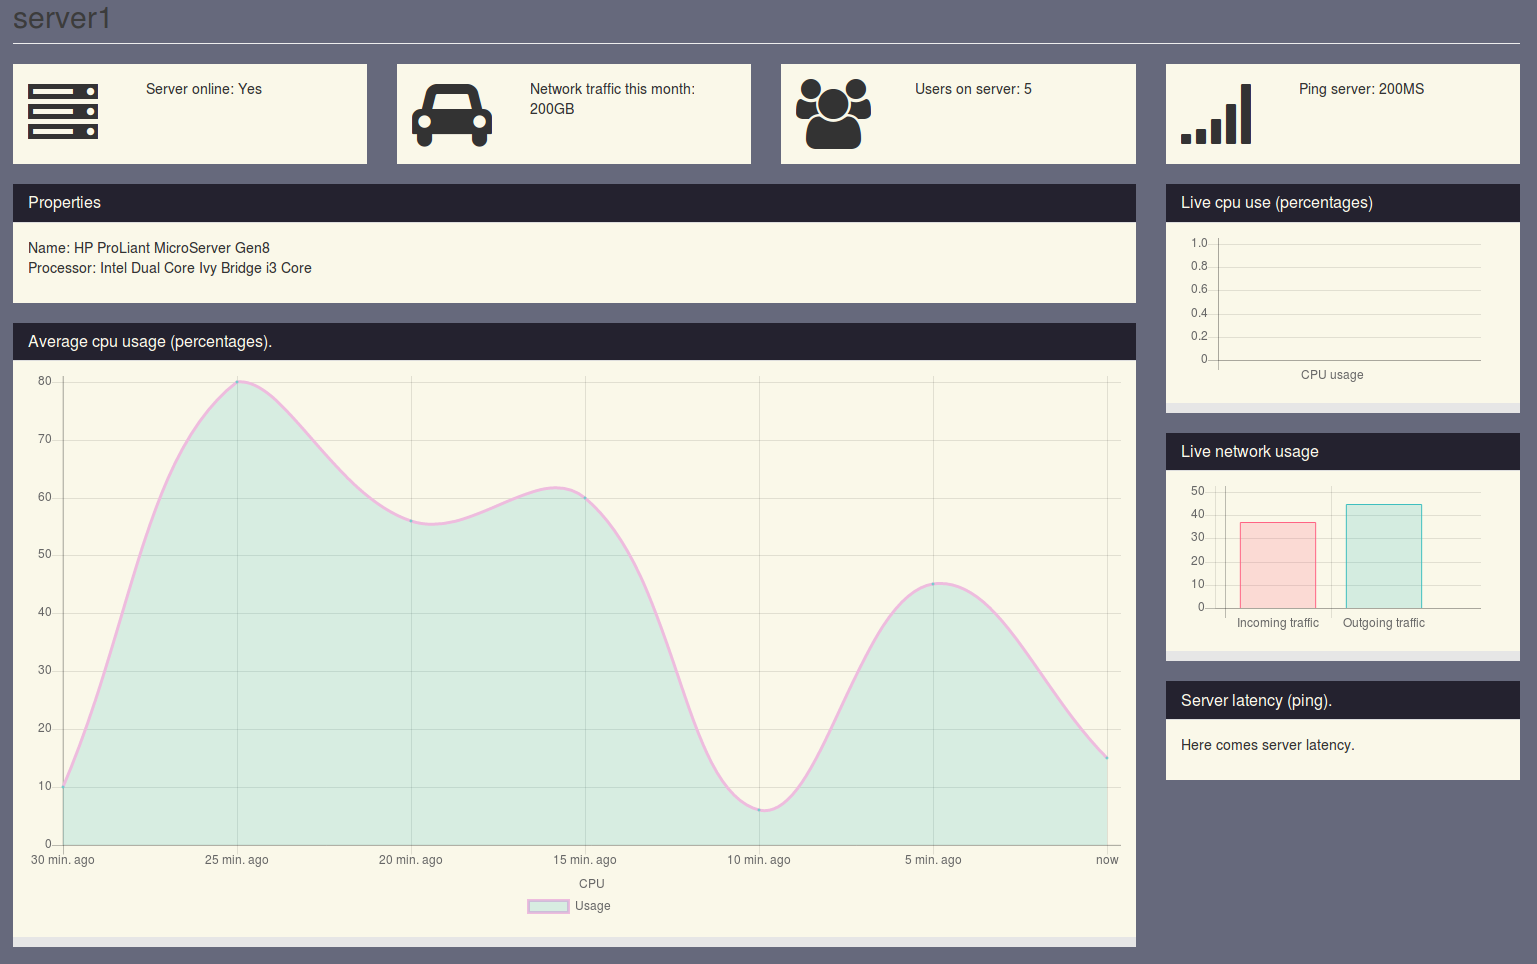 server1
Server online: Yes
Network traffic this month:
200GB
Users on server: 5
Ping server: 200MS
Properties
Name: HP ProLiant MicroServer Gen8
Processor: Intel Dual Core Ivy Bridge i3 Core
Live cpu use (percentages)
1.0
0.8
0.6
0.4
0.2
0
CPU usage
Average cpu usage (percentages).
80
70
60
50
40
30
20
10
0
30 min. ago 25 min. ago 20 min. ago 15 min. ago 10 min. ago 5 min. ago now
CPU
Usage
Live network usage
50
40
30
20
10
0
Incoming traffic Outgoing traffic
Server latency (ping).
Here comes server latency.